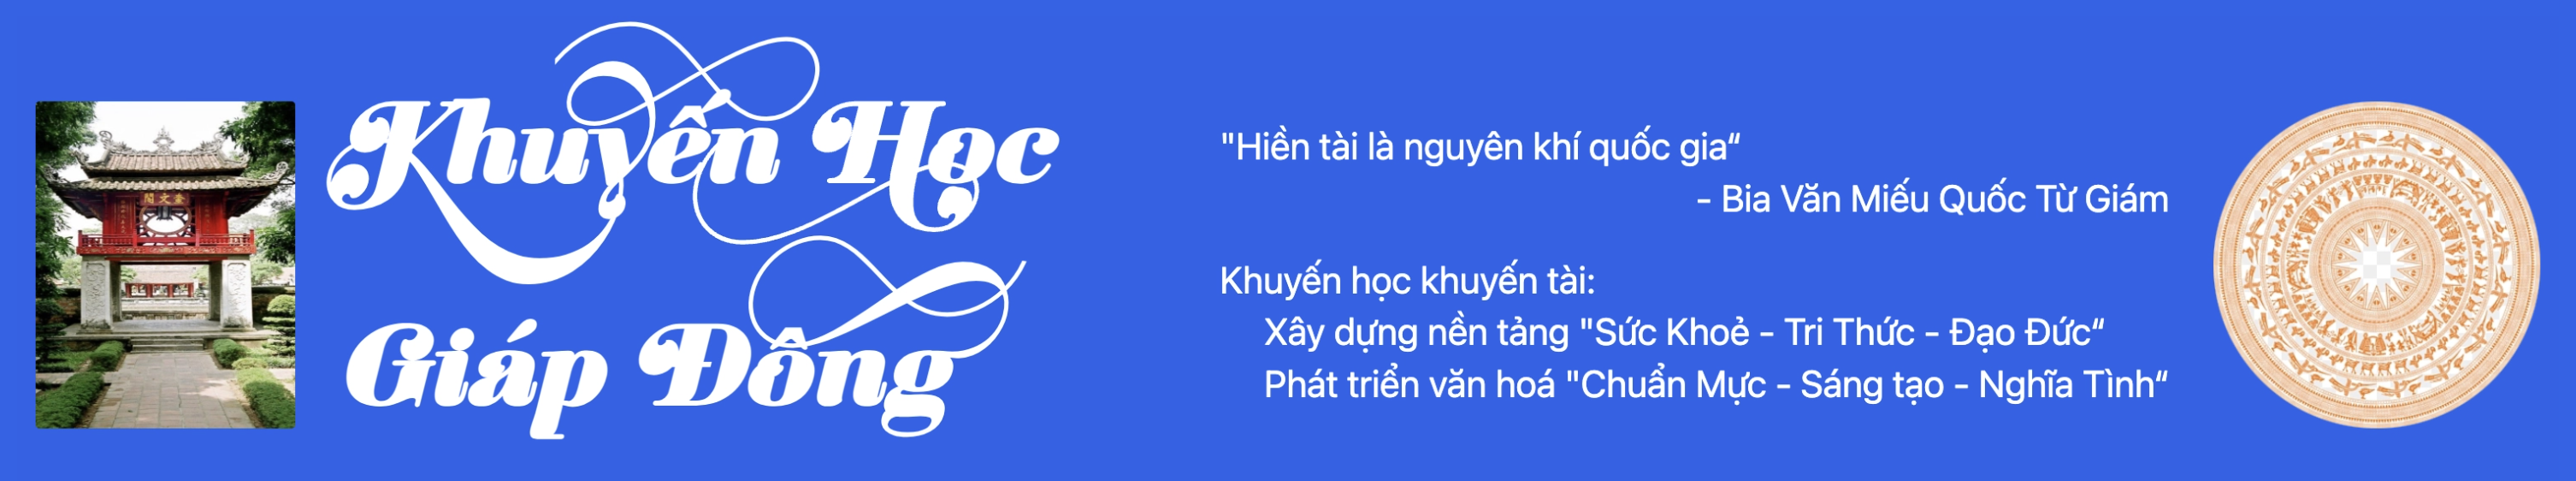 Khuyến Học
Giáp Đông
"Hiền tài là nguyên khí quốc gia“
- Bia Văn Miếu Quốc Từ Giám
Khuyến học khuyến tài:
Xây dựng nền tảng "Sức Khoẻ - Tri Thức - Đạo Đức“
Phát triển văn hoá "Chuẩn Mực - Sáng tạo - Nghĩa Tình“